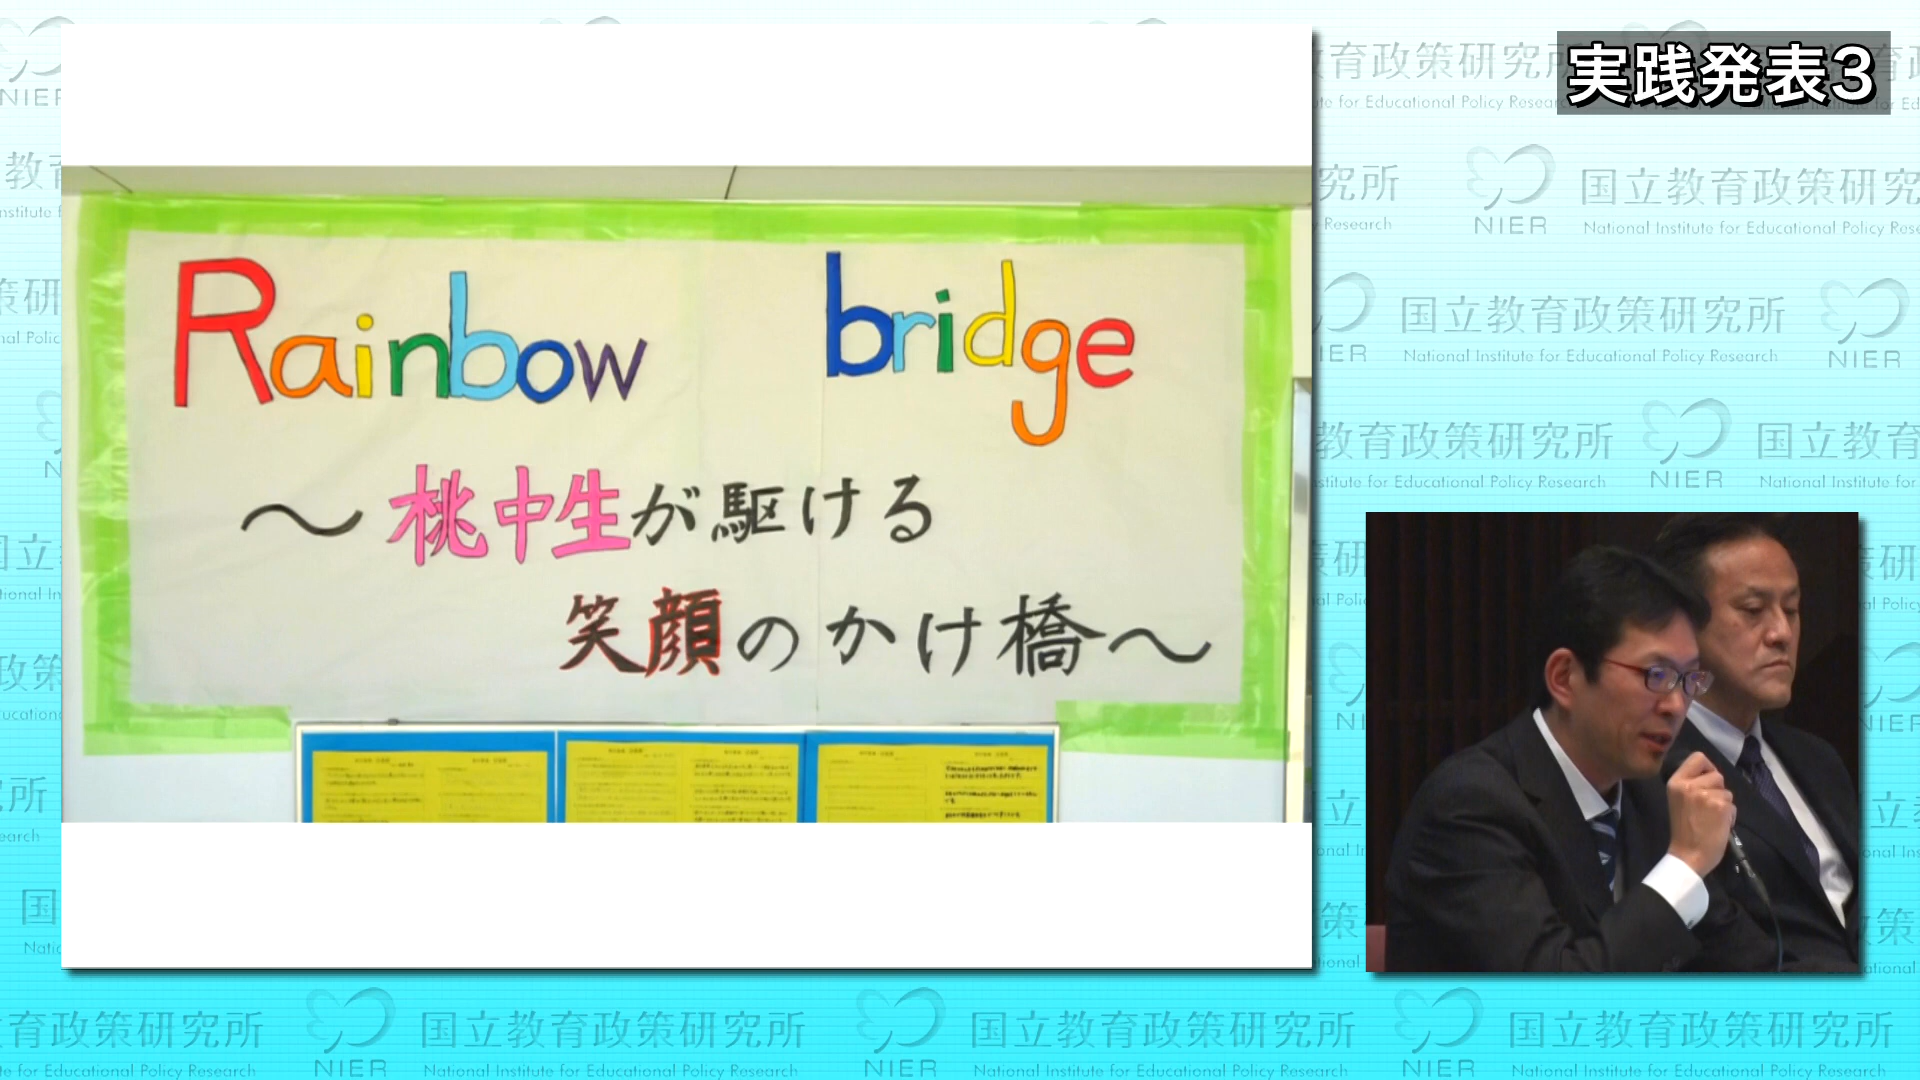 実践発表3
Rainbow bridge
～桃中生が駆ける
笑顔のかけ橋～
国立教育政策研究所
National Institute for Educational Policy Research
NIER